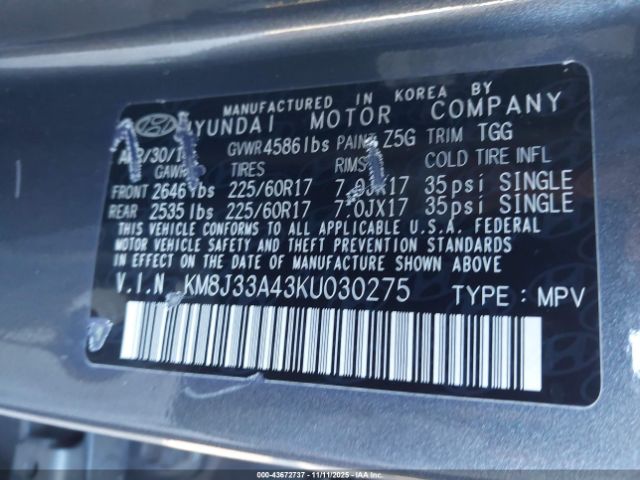 MANUFACTURED IN KOREA BY
HYUNDAI MOTOR COMPANY
GVWR 4586 lbs PAINT Z5G TRIM TGG
GAWR TIRES RIMS COLD TIRE INFL
FRONT 2646 lbs 225/60R17 7.0JX17 35 psi SINGLE
REAR 2535 lbs 225/60R17 7.0JX17 35 psi SINGLE
THIS VEHICLE CONFORMS TO ALL APPLICABLE U.S.A. FEDERAL
MOTOR VEHICLE SAFETY AND THEFT PREVENTION STANDARDS
IN EFFECT ON THE DATE OF MANUFACTURE SHOWN ABOVE
V.I.N KM8J33A43KU030275 TYPE : MPV
©IAA 43672737 - 11/11/2025 - USER